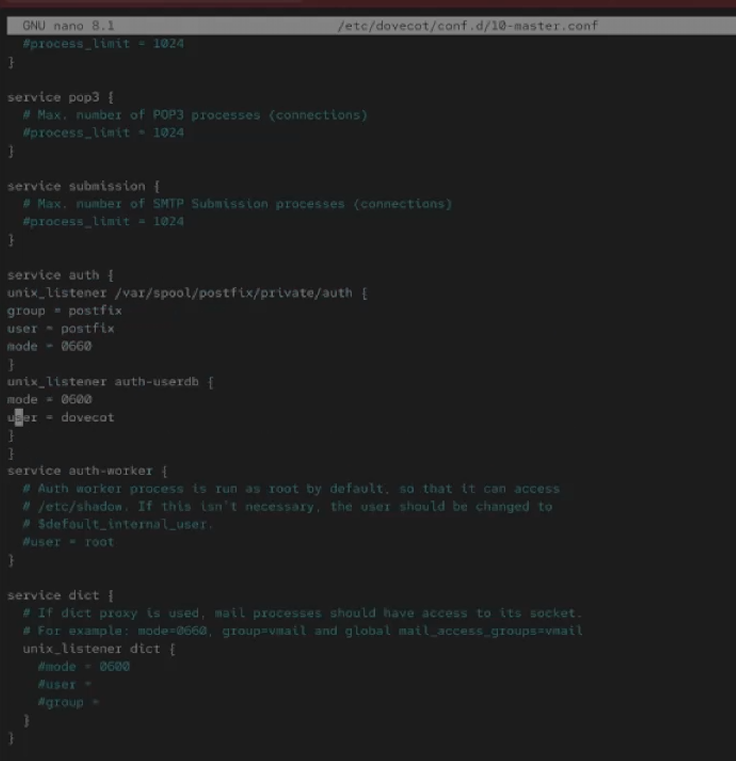 GNU nano 8.1 /etc/dovecot/conf.d/10-master.conf
#process_limit = 1024
}
service pop3 {
# Max. number of POP3 processes (connections)
#process_limit = 1024
}
service submission {
# Max. number of SMTP Submission processes (connections)
#process_limit = 1024
}
service auth {
unix_listener /var/spool/postfix/private/auth {
group = postfix
user = postfix
mode = 0660
}
unix_listener auth-userdb {
mode = 0600
user = dovecot
}
}
service auth-worker {
# Auth worker process is run as root by default, so that it can access
# /etc/shadow. If this isn't necessary, the user should be changed to
# $default_internal_user.
#user = root
}
service dict {
# If dict proxy is used, mail processes should have access to its socket.
# For example: mode=0660, group=vmail and global mail_access_groups=vmail
unix_listener dict {
#mode = 0600
#user =
#group =
}
}